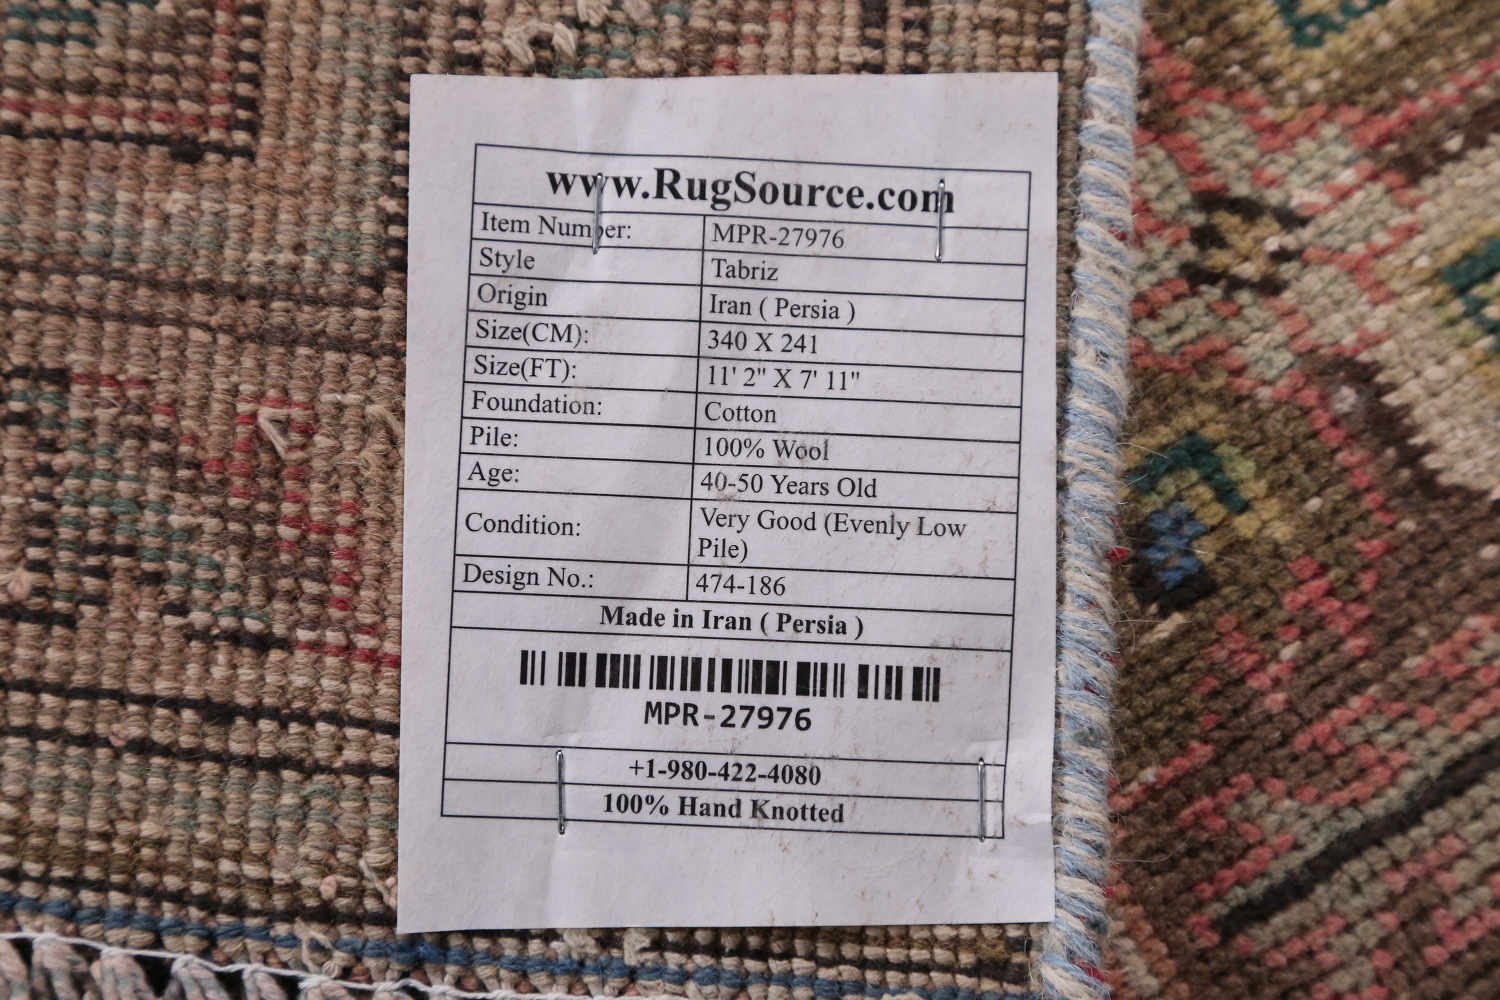 www.RugSource.com
Item Number: MPR-27976
Style Tabriz
Origin Iran ( Persia )
Size(CM): 340 X 241
Size(FT): 11' 2" X 7' 11"
Foundation: Cotton
Pile: 100% Wool
Age: 40-50 Years Old
Condition: Very Good (Evenly Low
Pile)
Design No.: 474-186
Made in Iran ( Persia )
MPR-27976
+1-980-422-4080
100% Hand Knotted